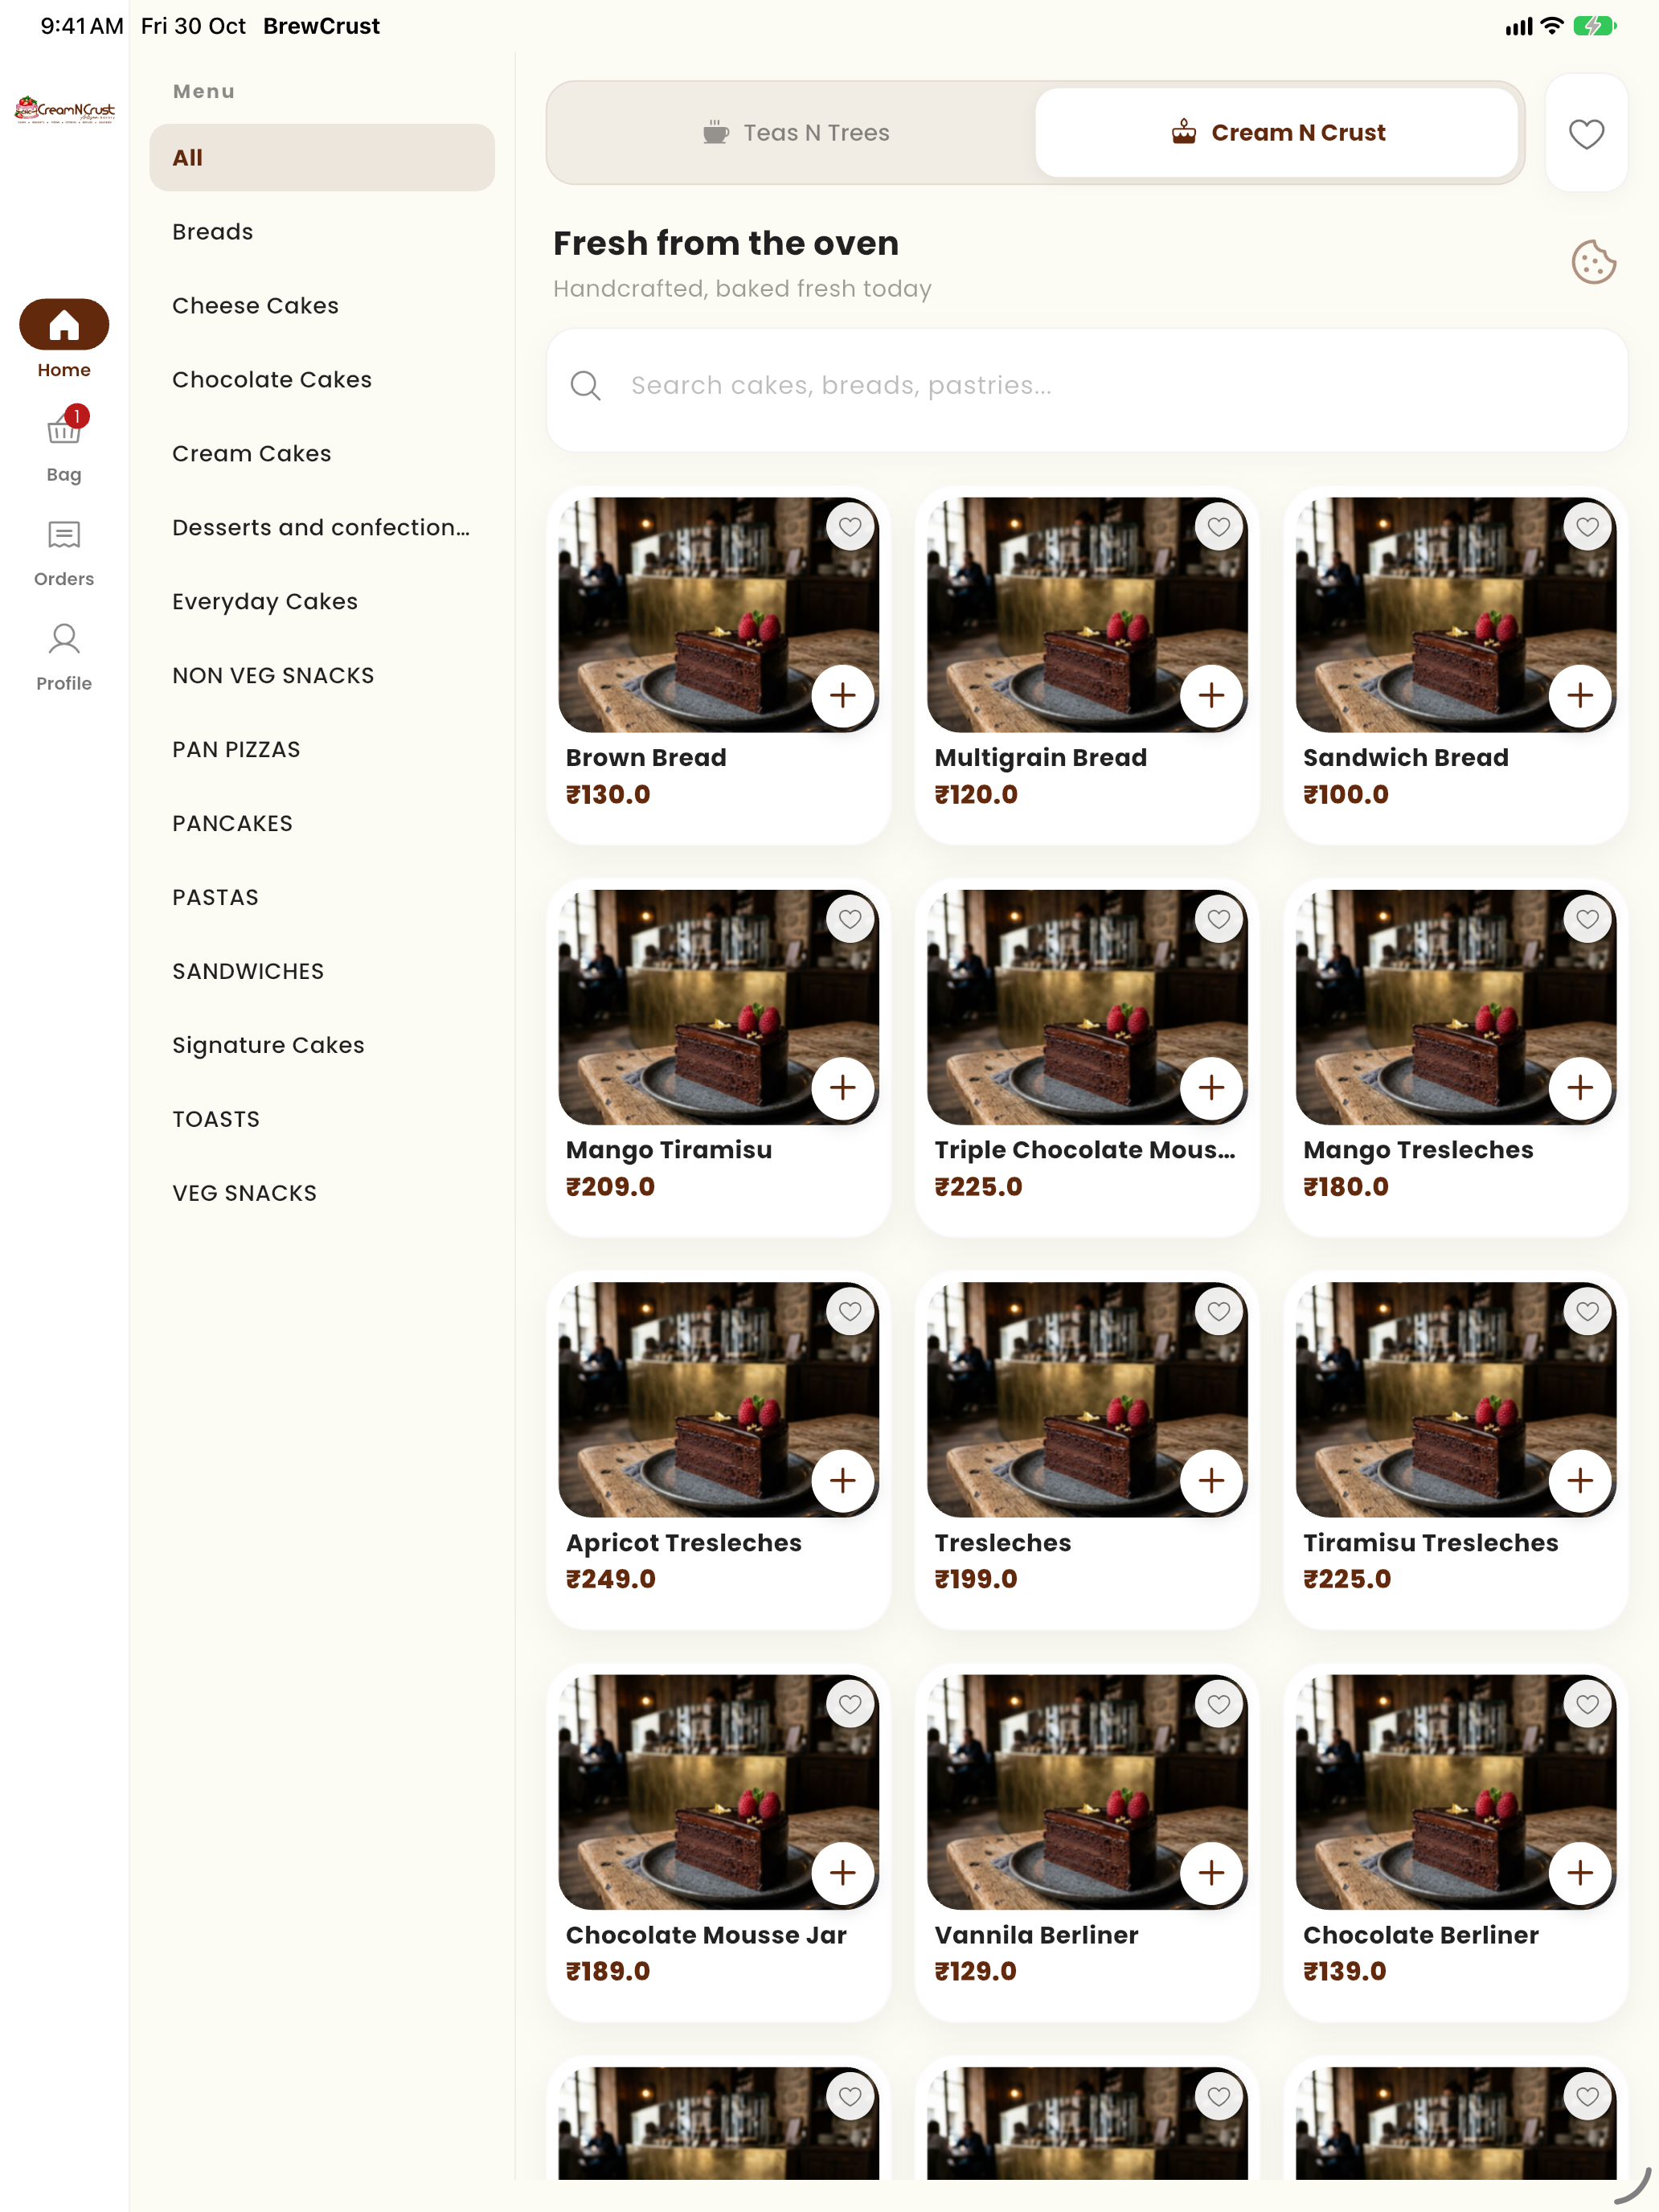 9:41 AM Fri 30 Oct BrewCrust
CreamNCrust
Home
1
Bag
Orders
Profile
Menu
All
Breads
Cheese Cakes
Chocolate Cakes
Cream Cakes
Desserts and confection...
Everyday Cakes
NON VEG SNACKS
PAN PIZZAS
PANCAKES
PASTAS
SANDWICHES
Signature Cakes
TOASTS
VEG SNACKS
Teas N Trees
Cream N Crust
Fresh from the oven
Handcrafted, baked fresh today
Search cakes, breads, pastries...
Brown Bread
₹130.0
Multigrain Bread
₹120.0
Sandwich Bread
₹100.0
Mango Tiramisu
₹209.0
Triple Chocolate Mous...
₹225.0
Mango Tresleches
₹180.0
Apricot Tresleches
₹249.0
Tresleches
₹199.0
Tiramisu Tresleches
₹225.0
Chocolate Mousse Jar
₹189.0
Vannila Berliner
₹129.0
Chocolate Berliner
₹139.0